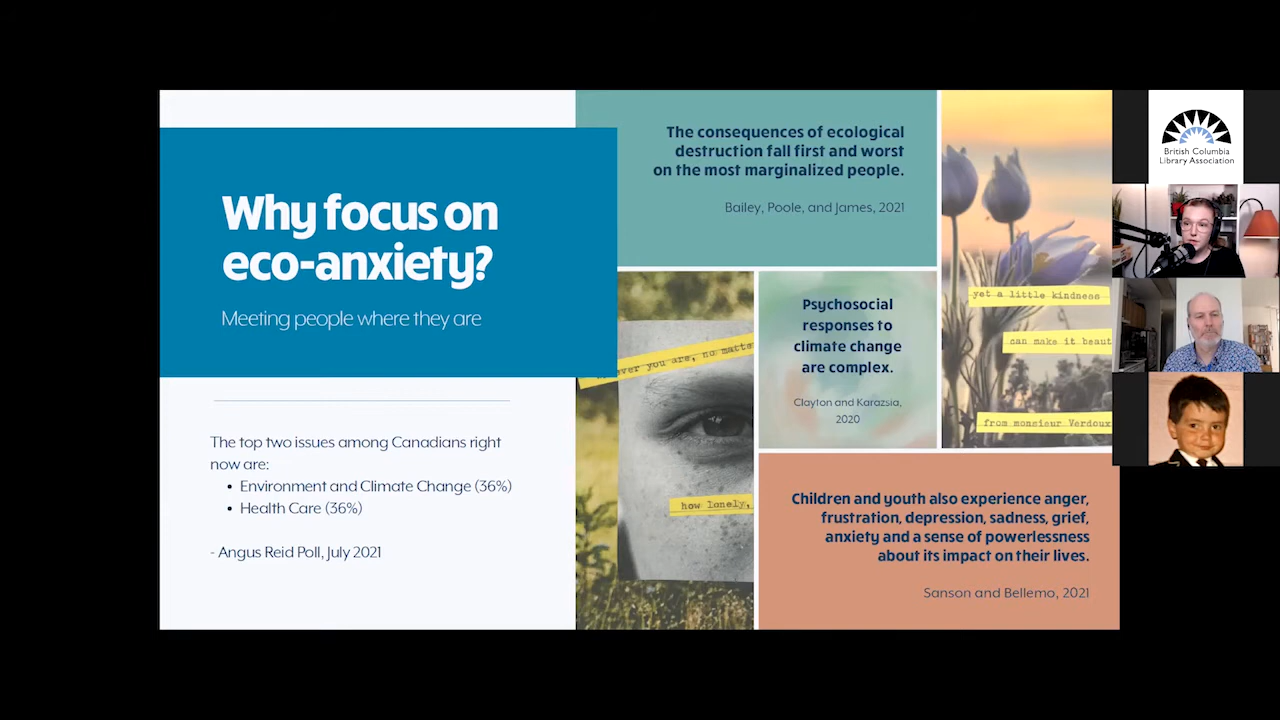 Why focus on
eco-anxiety?
Meeting people where they are
The top two issues among Canadians right
now are:
• Environment and Climate Change (36%)
• Health Care (36%)
- Angus Reid Poll, July 2021
The consequences of ecological
destruction fall first and worst
on the most marginalized people.
Bailey, Poole, and James, 2021
you are, no matte
how lonely,
Psychosocial
responses to
climate change
are complex.
Clayton and Karazsia,
2020
yet a little kindness
can make it beaut
from monsieur Verdoux
Children and youth also experience anger,
frustration, depression, sadness, grief,
anxiety and a sense of powerlessness
about its impact on their lives.
Sanson and Bellemo, 2021
British Columbia
Library Association